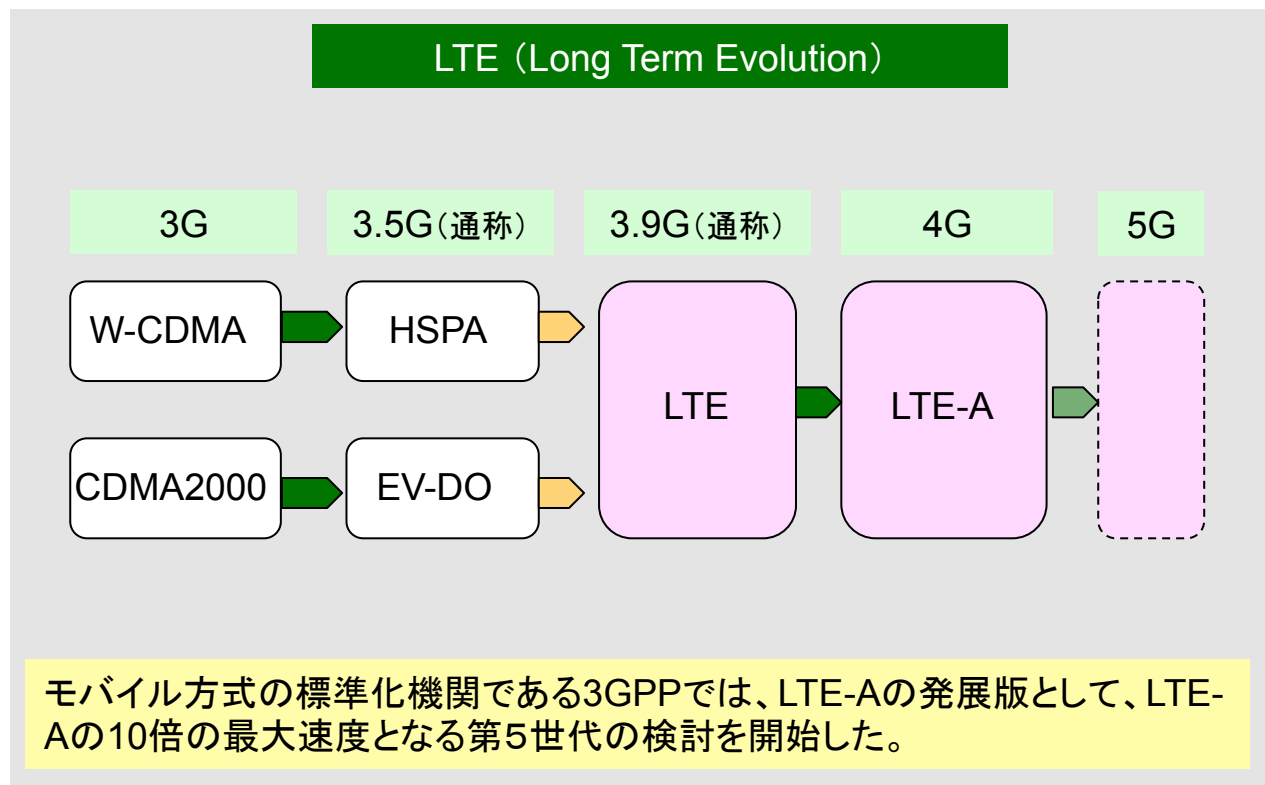 LTE（Long Term Evolution）
3G
3.5G（通称）
3.9G（通称）
4G
5G
W-CDMA
HSPA
LTE
LTE-A
CDMA2000
EV-DO
モバイル方式の標準化機関である3GPPでは、LTE-Aの発展版として、LTE-
Aの10倍の最大速度となる第５世代の検討を開始した。